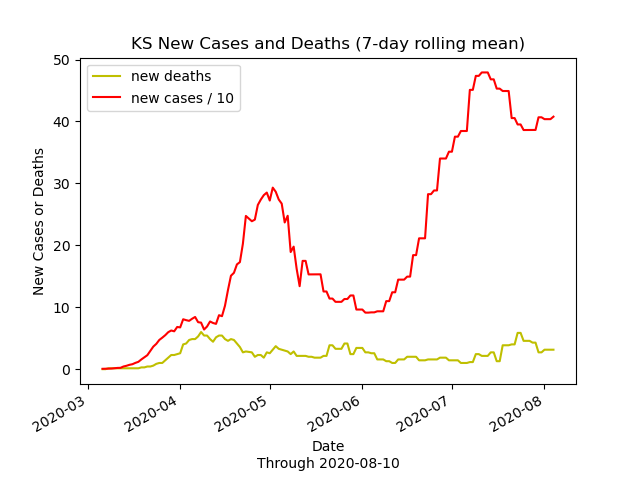 KS New Cases and Deaths (7-day rolling mean)
new deaths
new cases / 10
50
40
30
20
10
0
New Cases or Deaths
2020-03
2020-04
2020-05
2020-06
2020-07
2020-08
Date
Through 2020-08-10